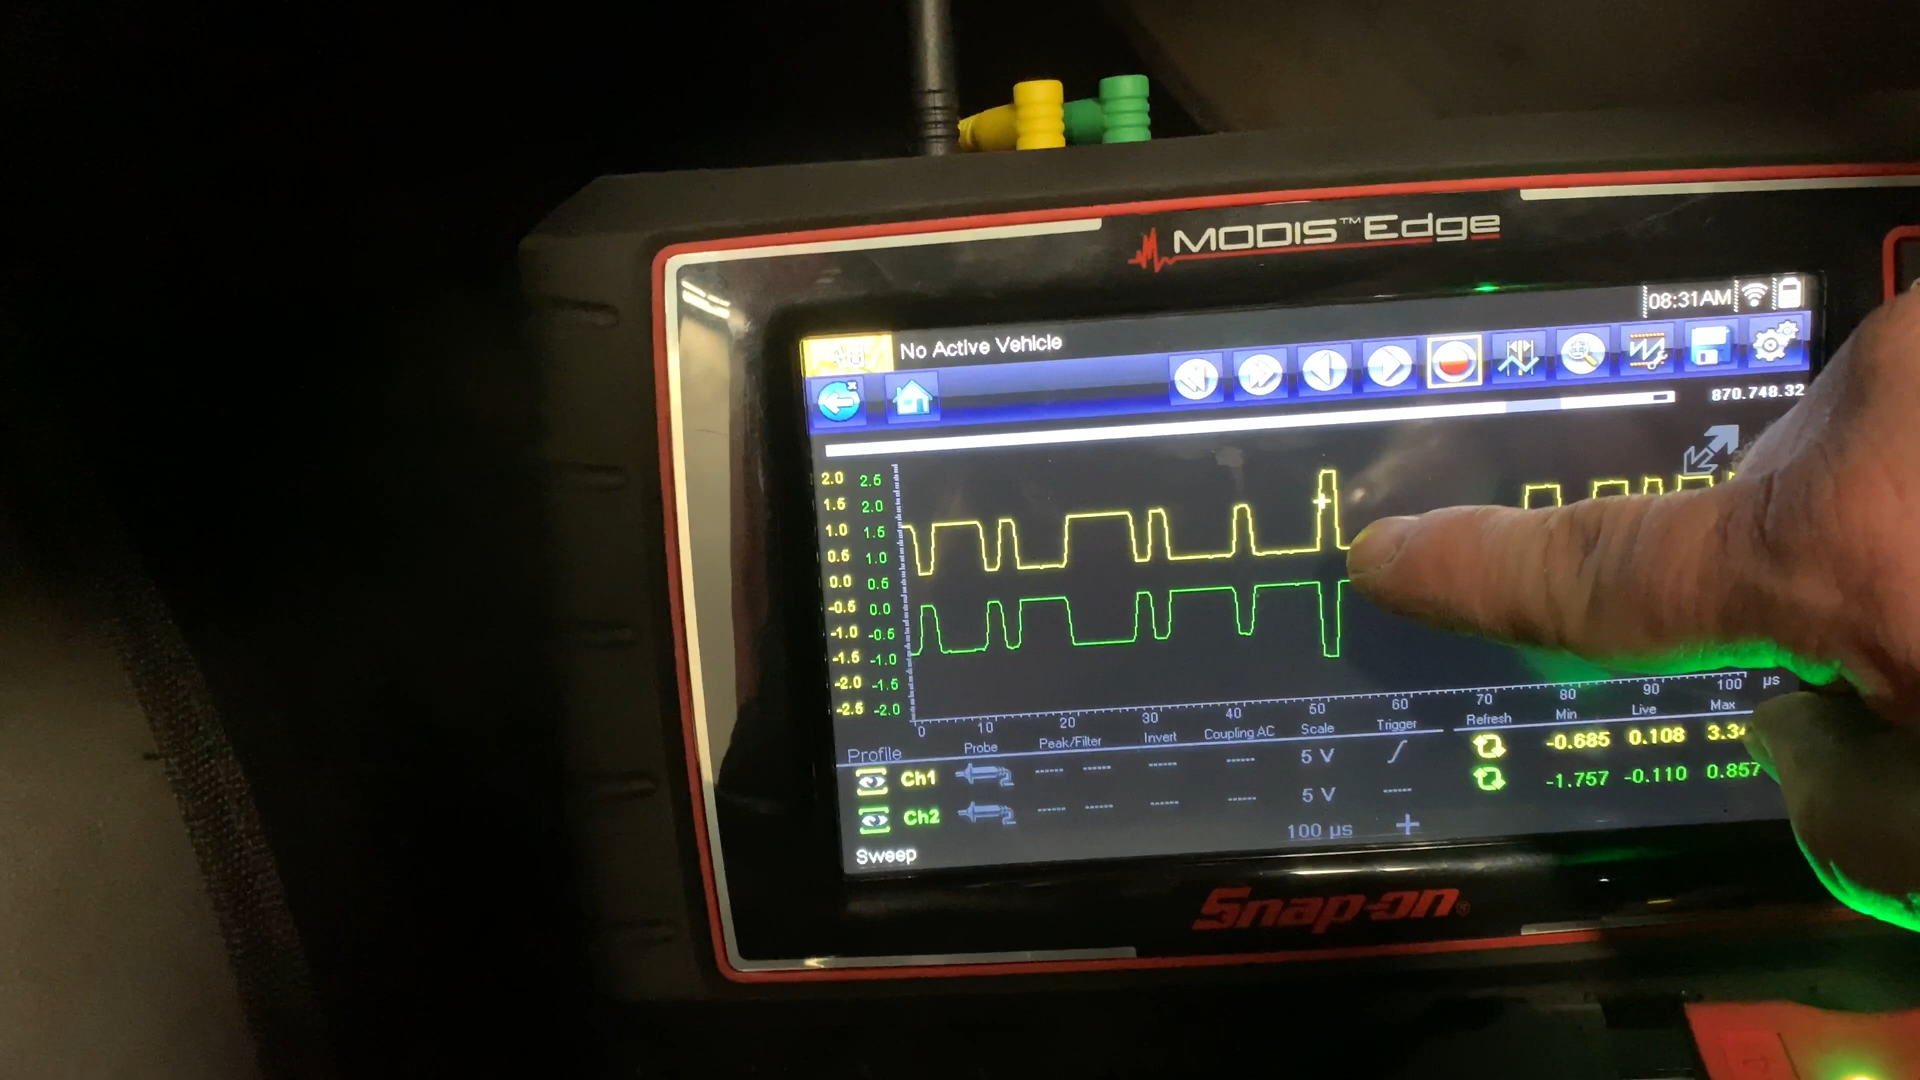 MODIS™ Edge
08:31AM
No Active Vehicle
870.748.32
2.0 2.5
1.5 2.0
1.0 1.5
0.5 1.0
0.0 0.5
-0.5 0.0
-1.0 -0.5
-1.5 -1.0
-2.0 -1.5
-2.5 -2.0
0 10 20 30 40 50 60 70 80 90 100 µs
Profile Probe Peak/Filter Invert Coupling AC Scale Trigger Refresh Min Live Max
Ch1 2 ----- ----- ----- ----- 5 V -0.685 0.108
Ch2 2 ----- ----- ----- ----- 5 V ----- -1.757 -0.110 0.857
100 µs +
Sweep
Snap-on®